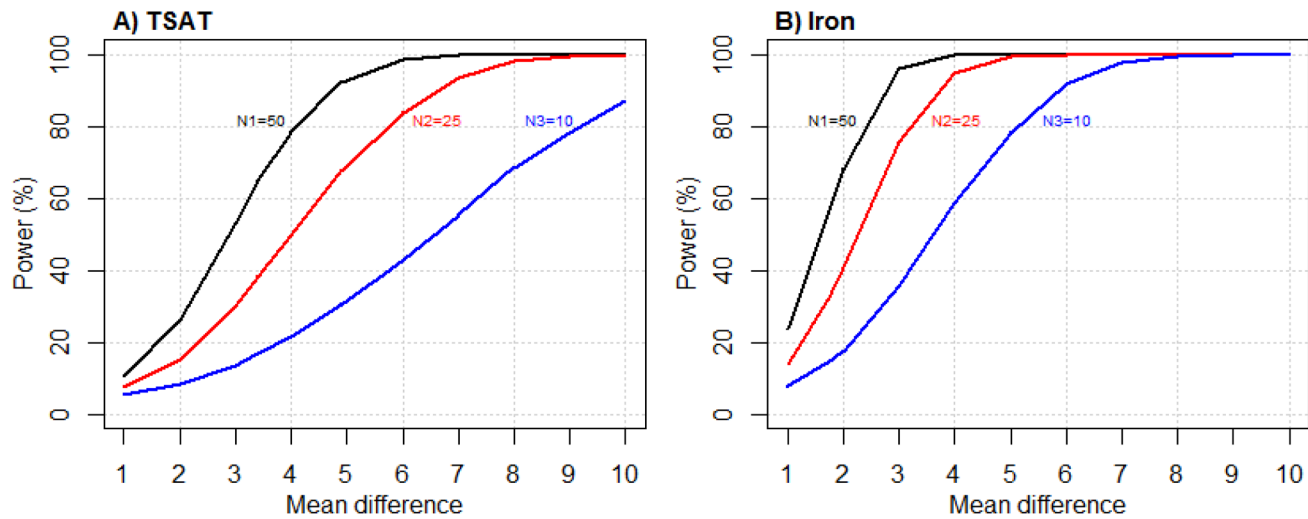 A) TSAT
Power (%)
100
80
60
40
20
0
N1=50
N2=25
N3=10
1 2 3 4 5 6 7 8 9 10
Mean difference
B) Iron
Power (%)
100
80
60
40
20
0
N1=50
N2=25
N3=10
1 2 3 4 5 6 7 8 9 10
Mean difference